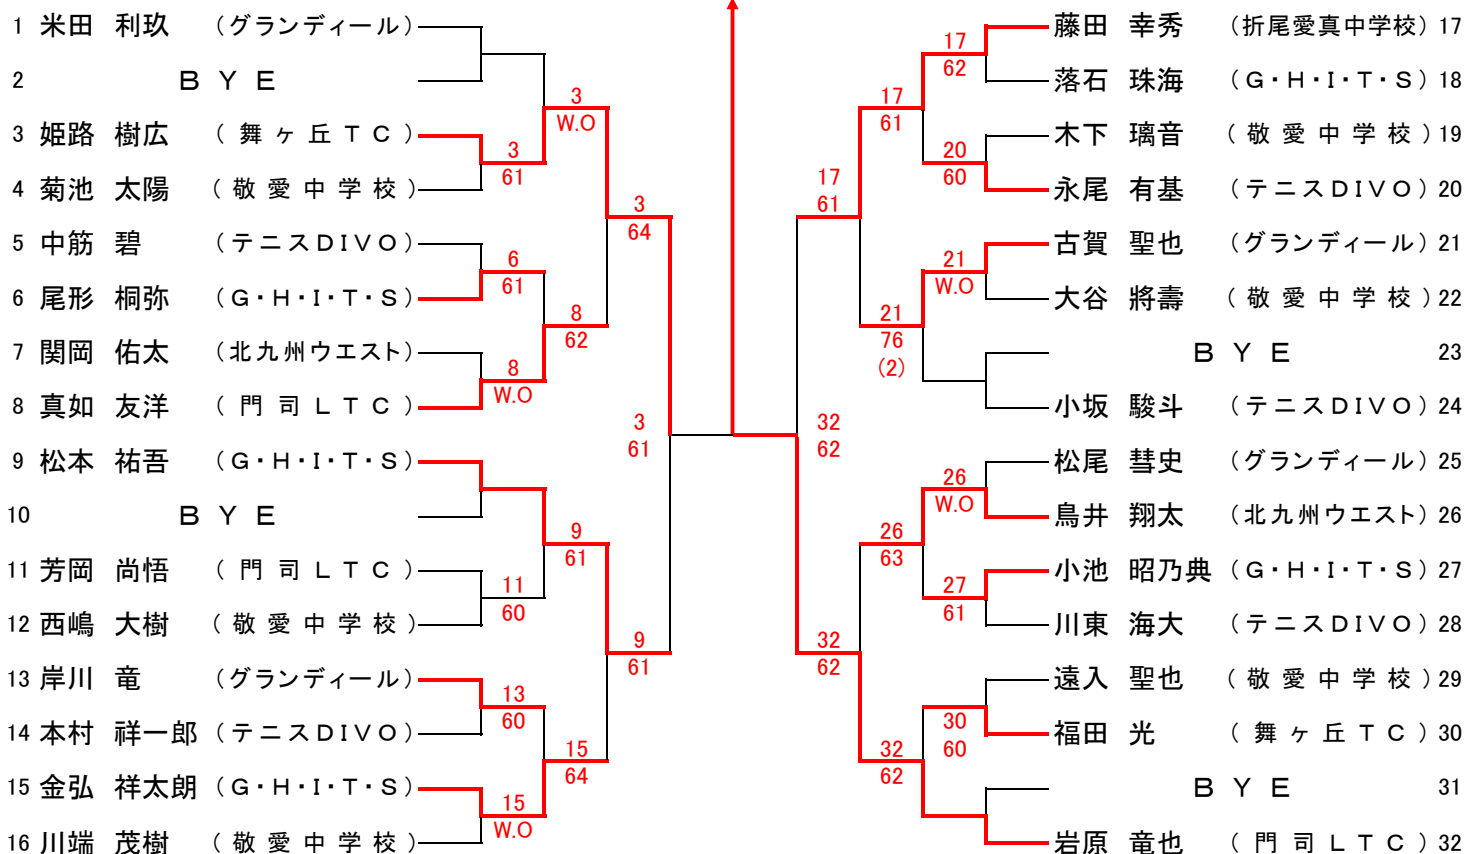 1 米田 利玖 （グランディール）
2 ＢＹＥ
3 姫路 樹広 （舞ヶ丘ＴＣ）
4 菊池 太陽 （敬愛中学校）
5 中筋 碧 （テニスＤＩＶＯ）
6 尾形 桐弥 （Ｇ・Ｈ・Ｉ・Ｔ・Ｓ）
7 関岡 佑太 （北九州ウエスト）
8 真如 友洋 （門司ＬＴＣ）
9 松本 祐吾 （Ｇ・Ｈ・Ｉ・Ｔ・Ｓ）
10 ＢＹＥ
11 芳岡 尚悟 （門司ＬＴＣ）
12 西嶋 大樹 （敬愛中学校）
13 岸川 竜 （グランディール）
14 本村 祥一郎 （テニスＤＩＶＯ）
15 金弘 祥太朗 （Ｇ・Ｈ・Ｉ・Ｔ・Ｓ）
16 川端 茂樹 （敬愛中学校）
3
61
6
61
8
W.O
11
60
13
60
15
W.O
3
W.O
8
62
9
61
15
64
3
64
9
61
3
61
32
62
17
61
32
62
17
61
21
76
(2)
26
63
32
62
17
62
20
60
21
W.O
26
W.O
27
61
30
60
藤田 幸秀 （折尾愛真中学校） 17
落石 珠海 （Ｇ・Ｈ・Ｉ・Ｔ・Ｓ） 18
木下 璃音 （敬愛中学校） 19
永尾 有基 （テニスＤＩＶＯ） 20
古賀 聖也 （グランディール） 21
大谷 將壽 （敬愛中学校） 22
ＢＹＥ 23
小坂 駿斗 （テニスＤＩＶＯ） 24
松尾 彗史 （グランディール） 25
鳥井 翔太 （北九州ウエスト） 26
小池 昭乃典 （Ｇ・Ｈ・Ｉ・Ｔ・Ｓ） 27
川東 海大 （テニスＤＩＶＯ） 28
遠入 聖也 （敬愛中学校） 29
福田 光 （舞ヶ丘ＴＣ） 30
ＢＹＥ 31
岩原 竜也 （門司ＬＴＣ） 32